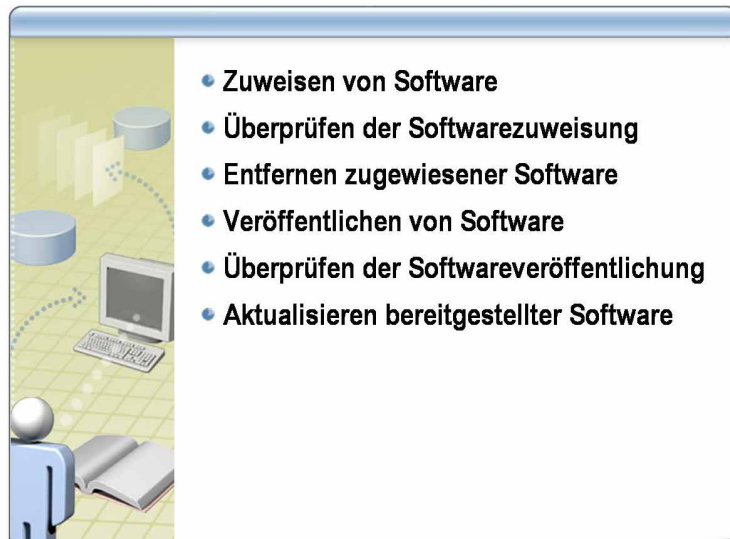 Zuweisen von Software
Überprüfen der Softwarezuweisung
Entfernen zugewiesener Software
Veröffentlichen von Software
Überprüfen der Softwareveröffentlichung
Aktualisieren bereitgestellter Software